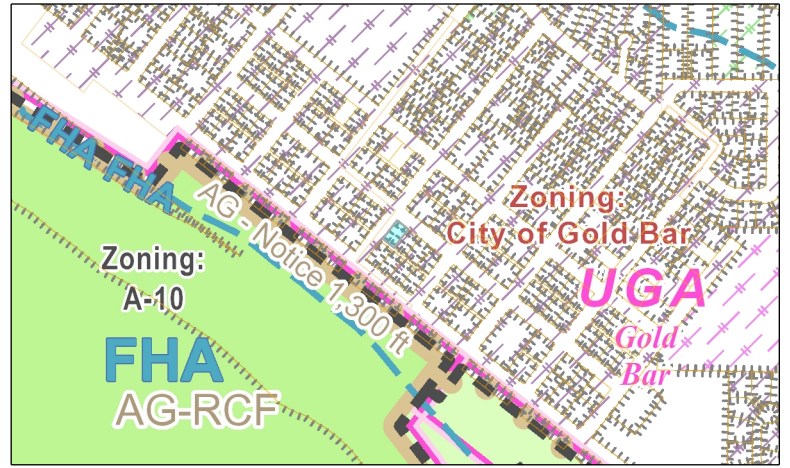 FHA FHA
AG - Notice 1,300 ft
Zoning:
City of Gold Bar
UGA
Gold
Bar
Zoning:
A-10
FHA
AG-RCF